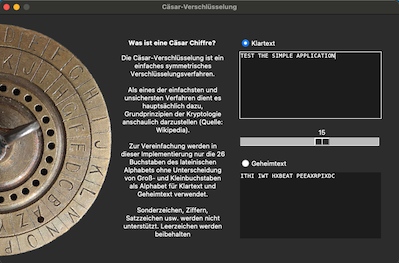 Cäsar-Verschlüsselung
Was ist eine Cäsar Chiffre?
Die Cäsar-Verschlüsselung ist ein
einfaches symmetrisches
Verschlüsselungsverfahren.
Als eines der einfachsten und
unsichersten Verfahren dient es
hauptsächlich dazu,
Grundprinzipien der Kryptologie
anschaulich darzustellen (Quelle:
Wikipedia).
Zur Vereinfachung werden in
dieser Implementierung nur die 26
Buchstaben des lateinischen
Alphabets ohne Unterscheidung
von Groß- und Kleinbuchstaben
als Alphabet für Klartext und
Geheimtext verwendet.
Sonderzeichen, Ziffern,
Satzzeichen usw. werden nicht
unterstützt. Leerzeichen werden
beibehalten
Klartext
TEST THE SIMPLE APPLICATION
15
Geheimtext
ITHI IWT HXBEAT PEEAXRPIXDC